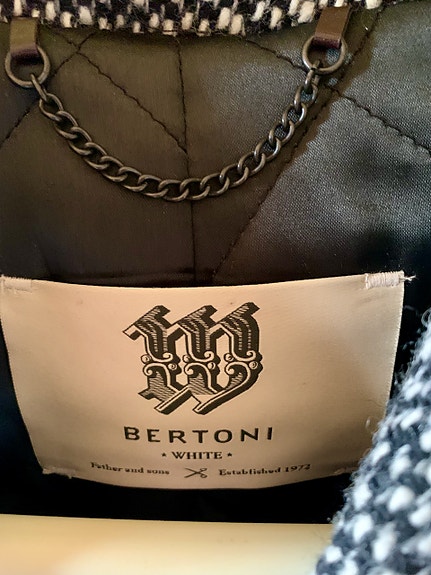 W
BERTONI
★ WHITE ★
Father and sons Established 1972